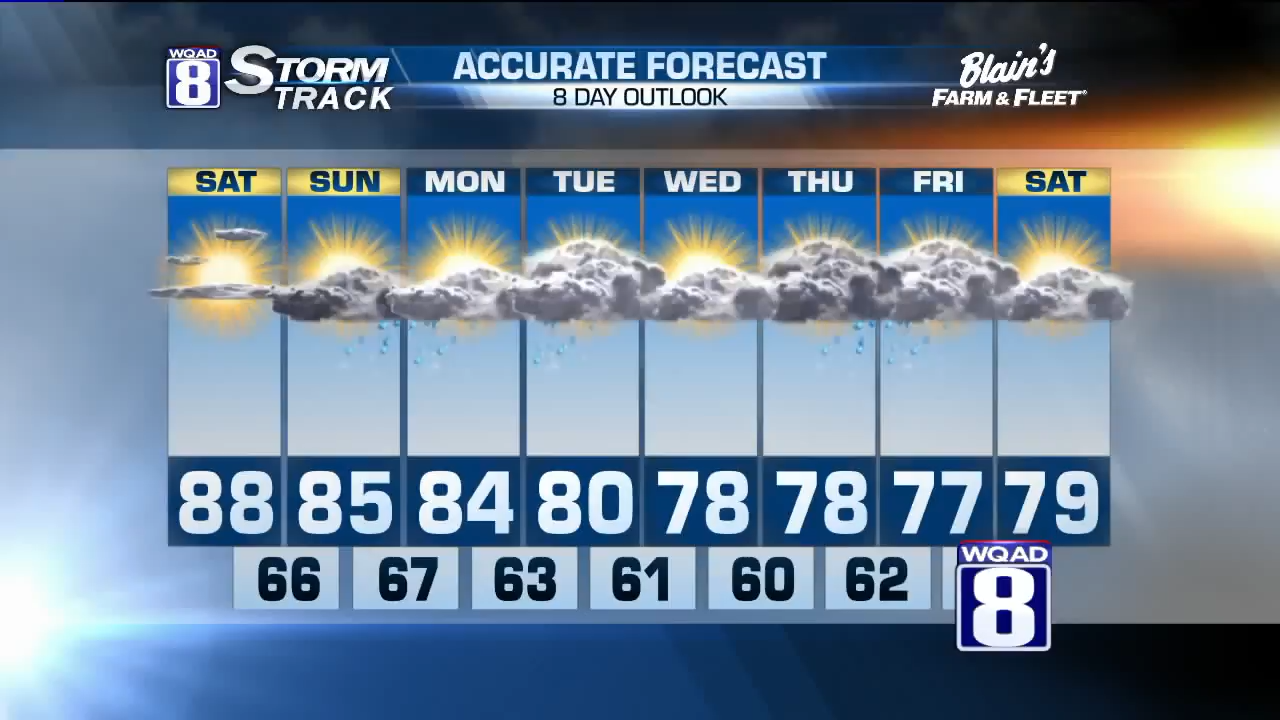 WQAD
8
STORM
TRACK
ACCURATE FORECAST
8 DAY OUTLOOK
Blain's
FARM & FLEET
SAT SUN MON TUE WED THU FRI SAT
88 85 84 80 78 78 77 79
66 67 63 61 60 62
WQAD
8